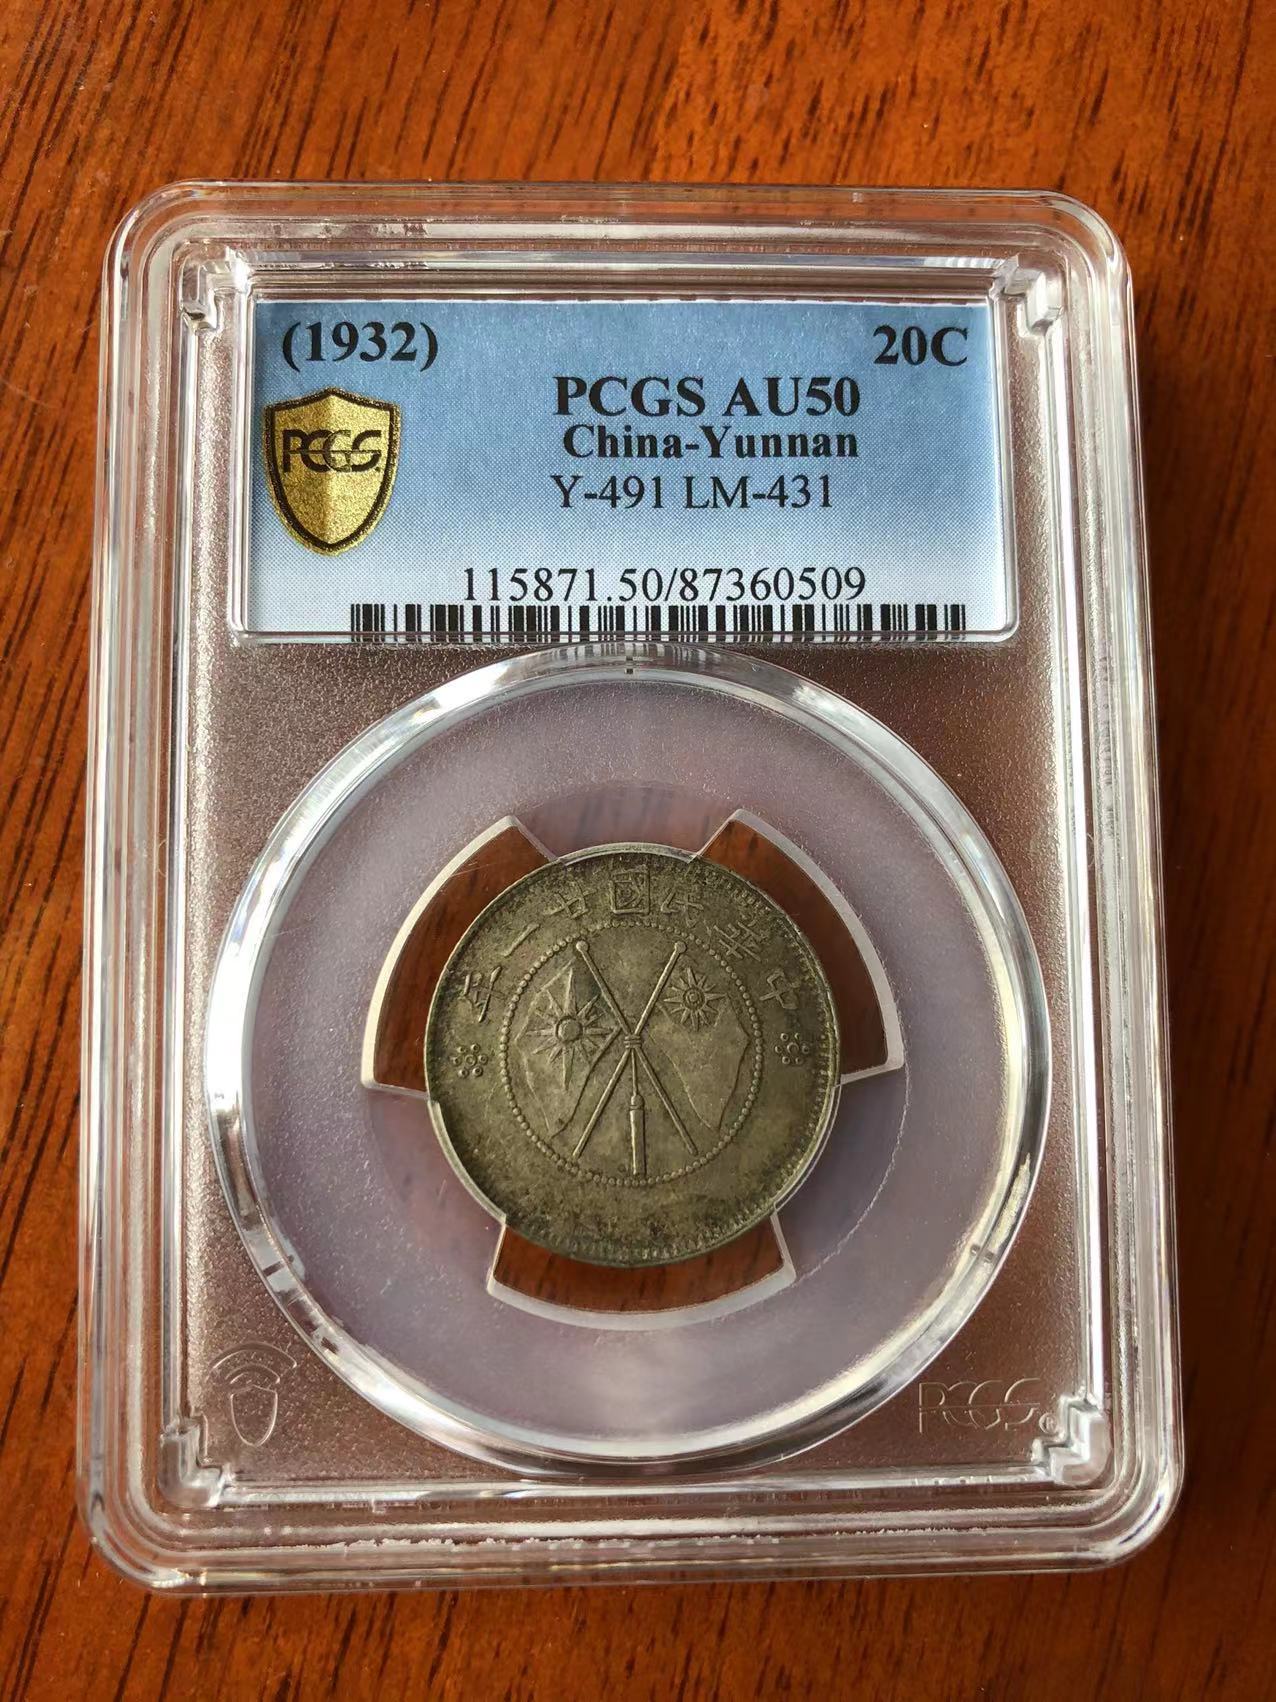 (1932) 20C
PCGS AU50
China-Yunnan
PCGS
Y-491 LM-431
115871.50/87360509
中華民國廿一年
PCGS